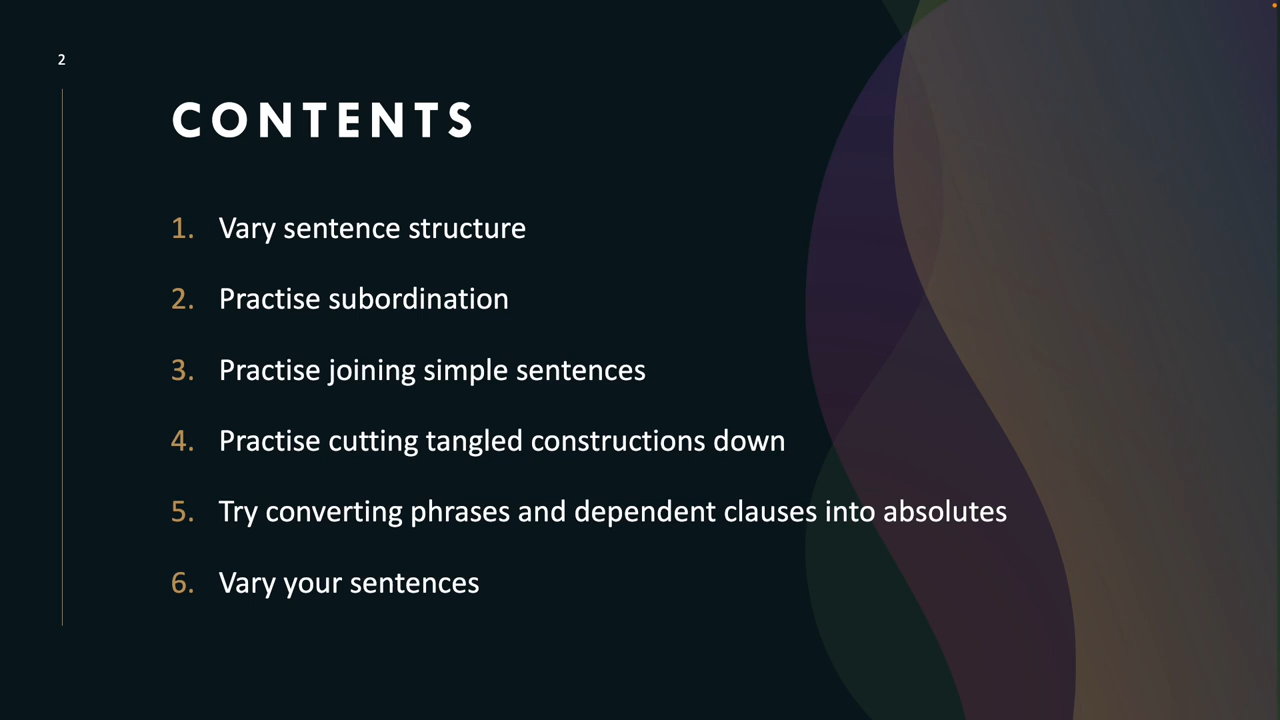 2
CONTENTS
1. Vary sentence structure
2. Practise subordination
3. Practise joining simple sentences
4. Practise cutting tangled constructions down
5. Try converting phrases and dependent clauses into absolutes
6. Vary your sentences